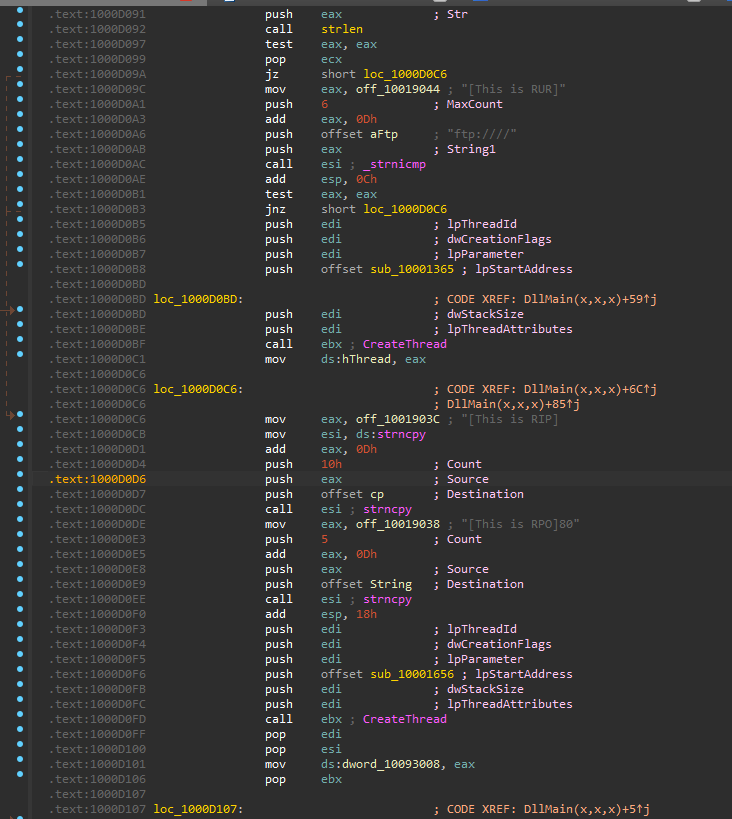 .text:1000D091 push eax ; Str
.text:1000D092 call strlen
.text:1000D097 test eax, eax
.text:1000D099 pop ecx
.text:1000D09A jz short loc_1000D0C6
.text:1000D09C mov eax, off_10019044 ; "[This is RUR]"
.text:1000D0A1 push 6 ; MaxCount
.text:1000D0A3 add eax, 0Dh
.text:1000D0A6 push offset aFtp ; "ftp:////"
.text:1000D0AB push eax ; String1
.text:1000D0AC call esi ; _strnicmp
.text:1000D0AE add esp, 0Ch
.text:1000D0B1 test eax, eax
.text:1000D0B3 jnz short loc_1000D0C6
.text:1000D0B5 push edi ; lpThreadId
.text:1000D0B6 push edi ; dwCreationFlags
.text:1000D0B7 push edi ; lpParameter
.text:1000D0B8 push offset sub_10001365 ; lpStartAddress
.text:1000D0BD
.text:1000D0BD loc_1000D0BD: ; CODE XREF: DllMain(x,x,x)+59↑j
.text:1000D0BD push edi ; dwStackSize
.text:1000D0BE push edi ; lpThreadAttributes
.text:1000D0BF call ebx ; CreateThread
.text:1000D0C1 mov ds:hThread, eax
.text:1000D0C6
.text:1000D0C6 loc_1000D0C6: ; CODE XREF: DllMain(x,x,x)+6C↑j
.text:1000D0C6 ; DllMain(x,x,x)+85↑j
.text:1000D0C6 mov eax, off_1001903C ; "[This is RIP]
.text:1000D0CB mov esi, ds:strncpy
.text:1000D0D1 add eax, 0Dh
.text:1000D0D4 push 10h ; Count
.text:1000D0D6 push eax ; Source
.text:1000D0D7 push offset cp ; Destination
.text:1000D0DC call esi ; strncpy
.text:1000D0DE mov eax, off_10019038 ; "[This is RPO]80"
.text:1000D0E3 push 5 ; Count
.text:1000D0E5 add eax, 0Dh
.text:1000D0E8 push eax ; Source
.text:1000D0E9 push offset String ; Destination
.text:1000D0EE call esi ; strncpy
.text:1000D0F0 add esp, 18h
.text:1000D0F3 push edi ; lpThreadId
.text:1000D0F4 push edi ; dwCreationFlags
.text:1000D0F5 push edi ; lpParameter
.text:1000D0F6 push offset sub_10001656 ; lpStartAddress
.text:1000D0FB push edi ; dwStackSize
.text:1000D0FC push edi ; lpThreadAttributes
.text:1000D0FD call ebx ; CreateThread
.text:1000D0FF pop edi
.text:1000D100 pop esi
.text:1000D101 mov ds:dword_10093008, eax
.text:1000D106 pop ebx
.text:1000D107
.text:1000D107 loc_1000D107: ; CODE XREF: DllMain(x,x,x)+5↑j